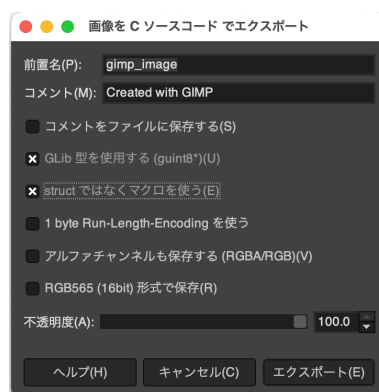 画像を C ソースコード でエクスポート
前置名(P): gimp_image
コメント(M): Created with GIMP
コメントをファイルに保存する(S)
GLib 型を使用する (guint8*)(U)
struct ではなくマクロを使う(E)
1 byte Run-Length-Encoding を使う
アルファチャンネルも保存する (RGBA/RGB)(V)
RGB565 (16bit) 形式で保存(R)
不透明度(A): 100.0
ヘルプ(H) キャンセル(C) エクスポート(E)